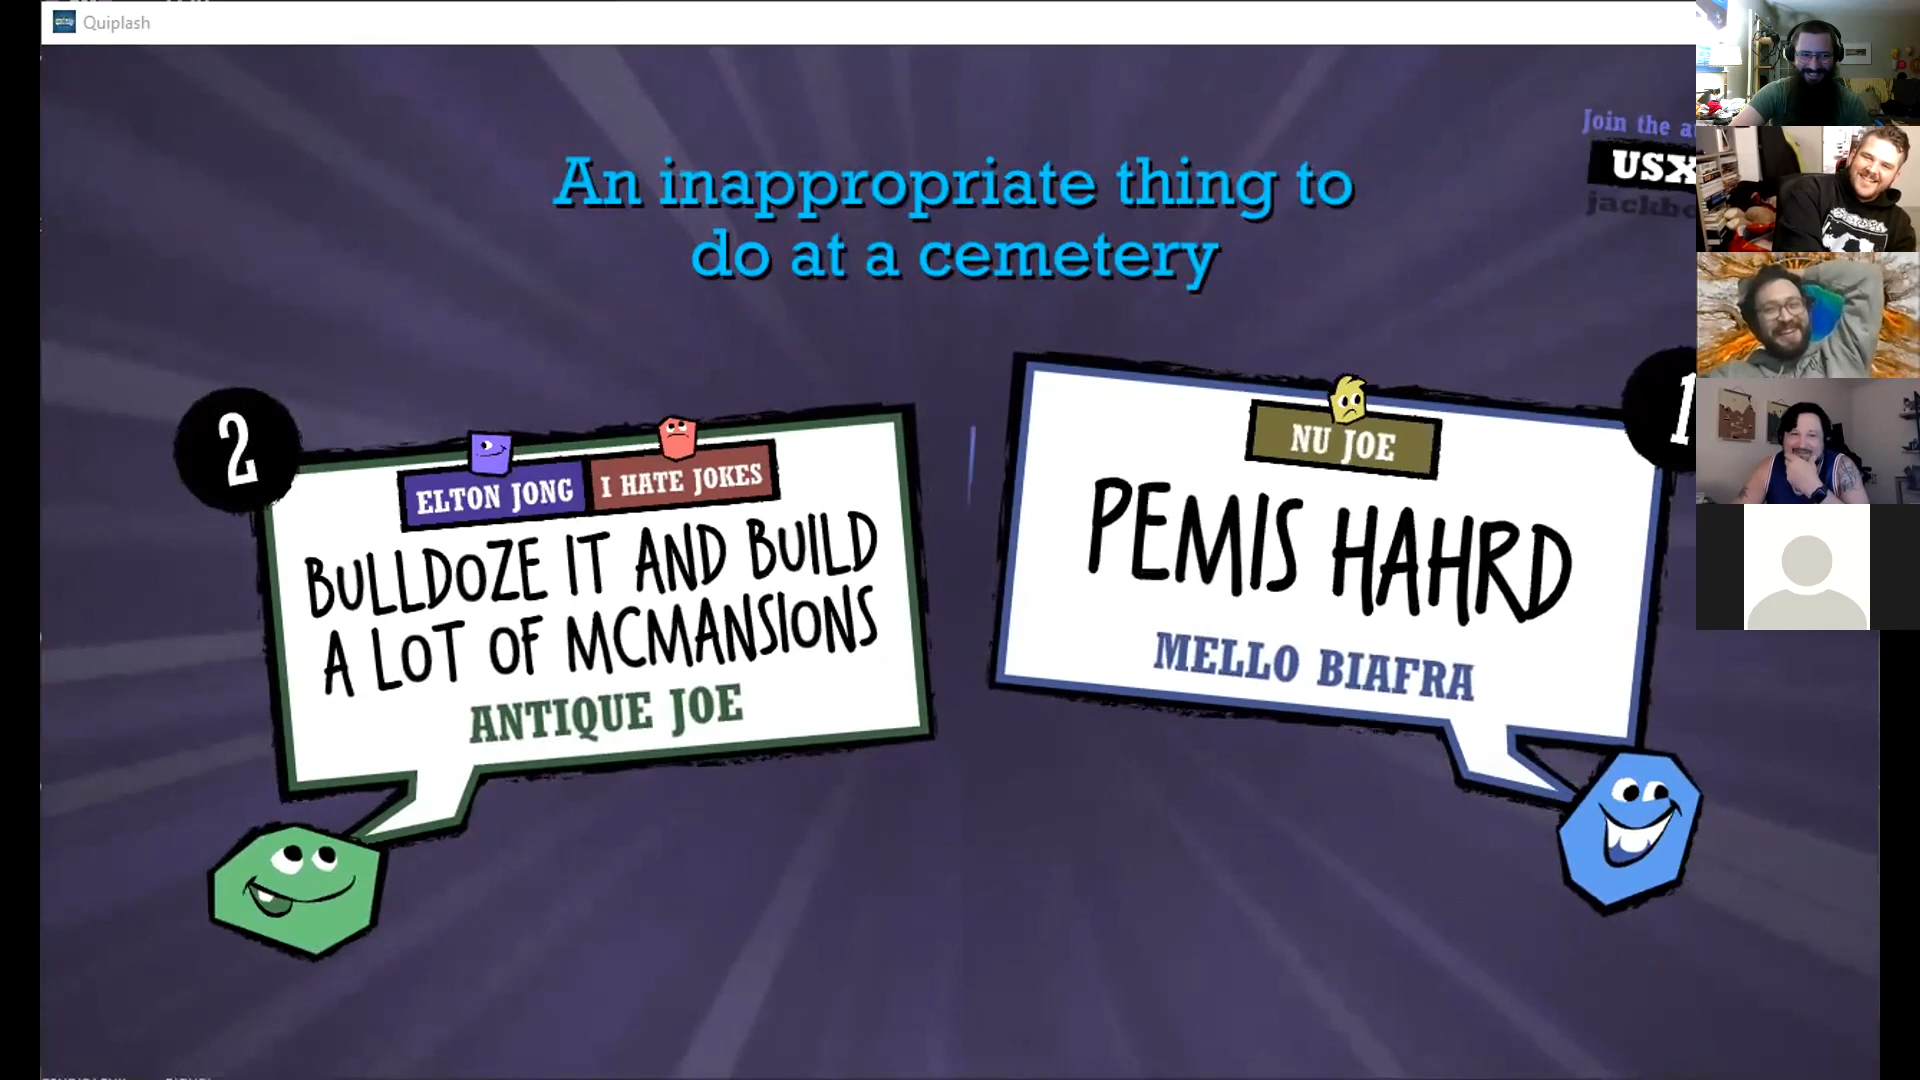 Quiplash
An inappropriate thing to
do at a cemetery
Join the a
USX
jackbo
2
ELTON JONG
I HATE JOKES
BULLDOZE IT AND BUILD
A LOT OF MCMANSIONS
ANTIQUE JOE
1
NU JOE
PEMIS HAHRD
MELLO BIAFRA